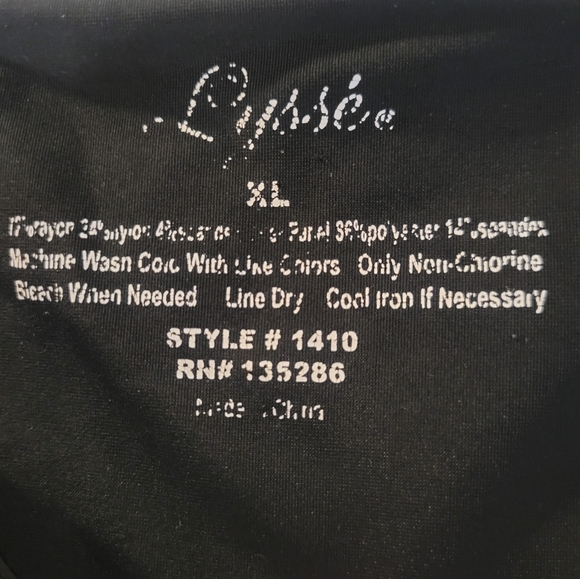 Lyssé
XL
Panel 86%polyester 14%spandex
Machine Wash Cold With Like Colors Only Non-Chlorine
Bleach When Needed Line Dry Cool Iron If Necessary
STYLE # 1410
RN# 135286
Made In China